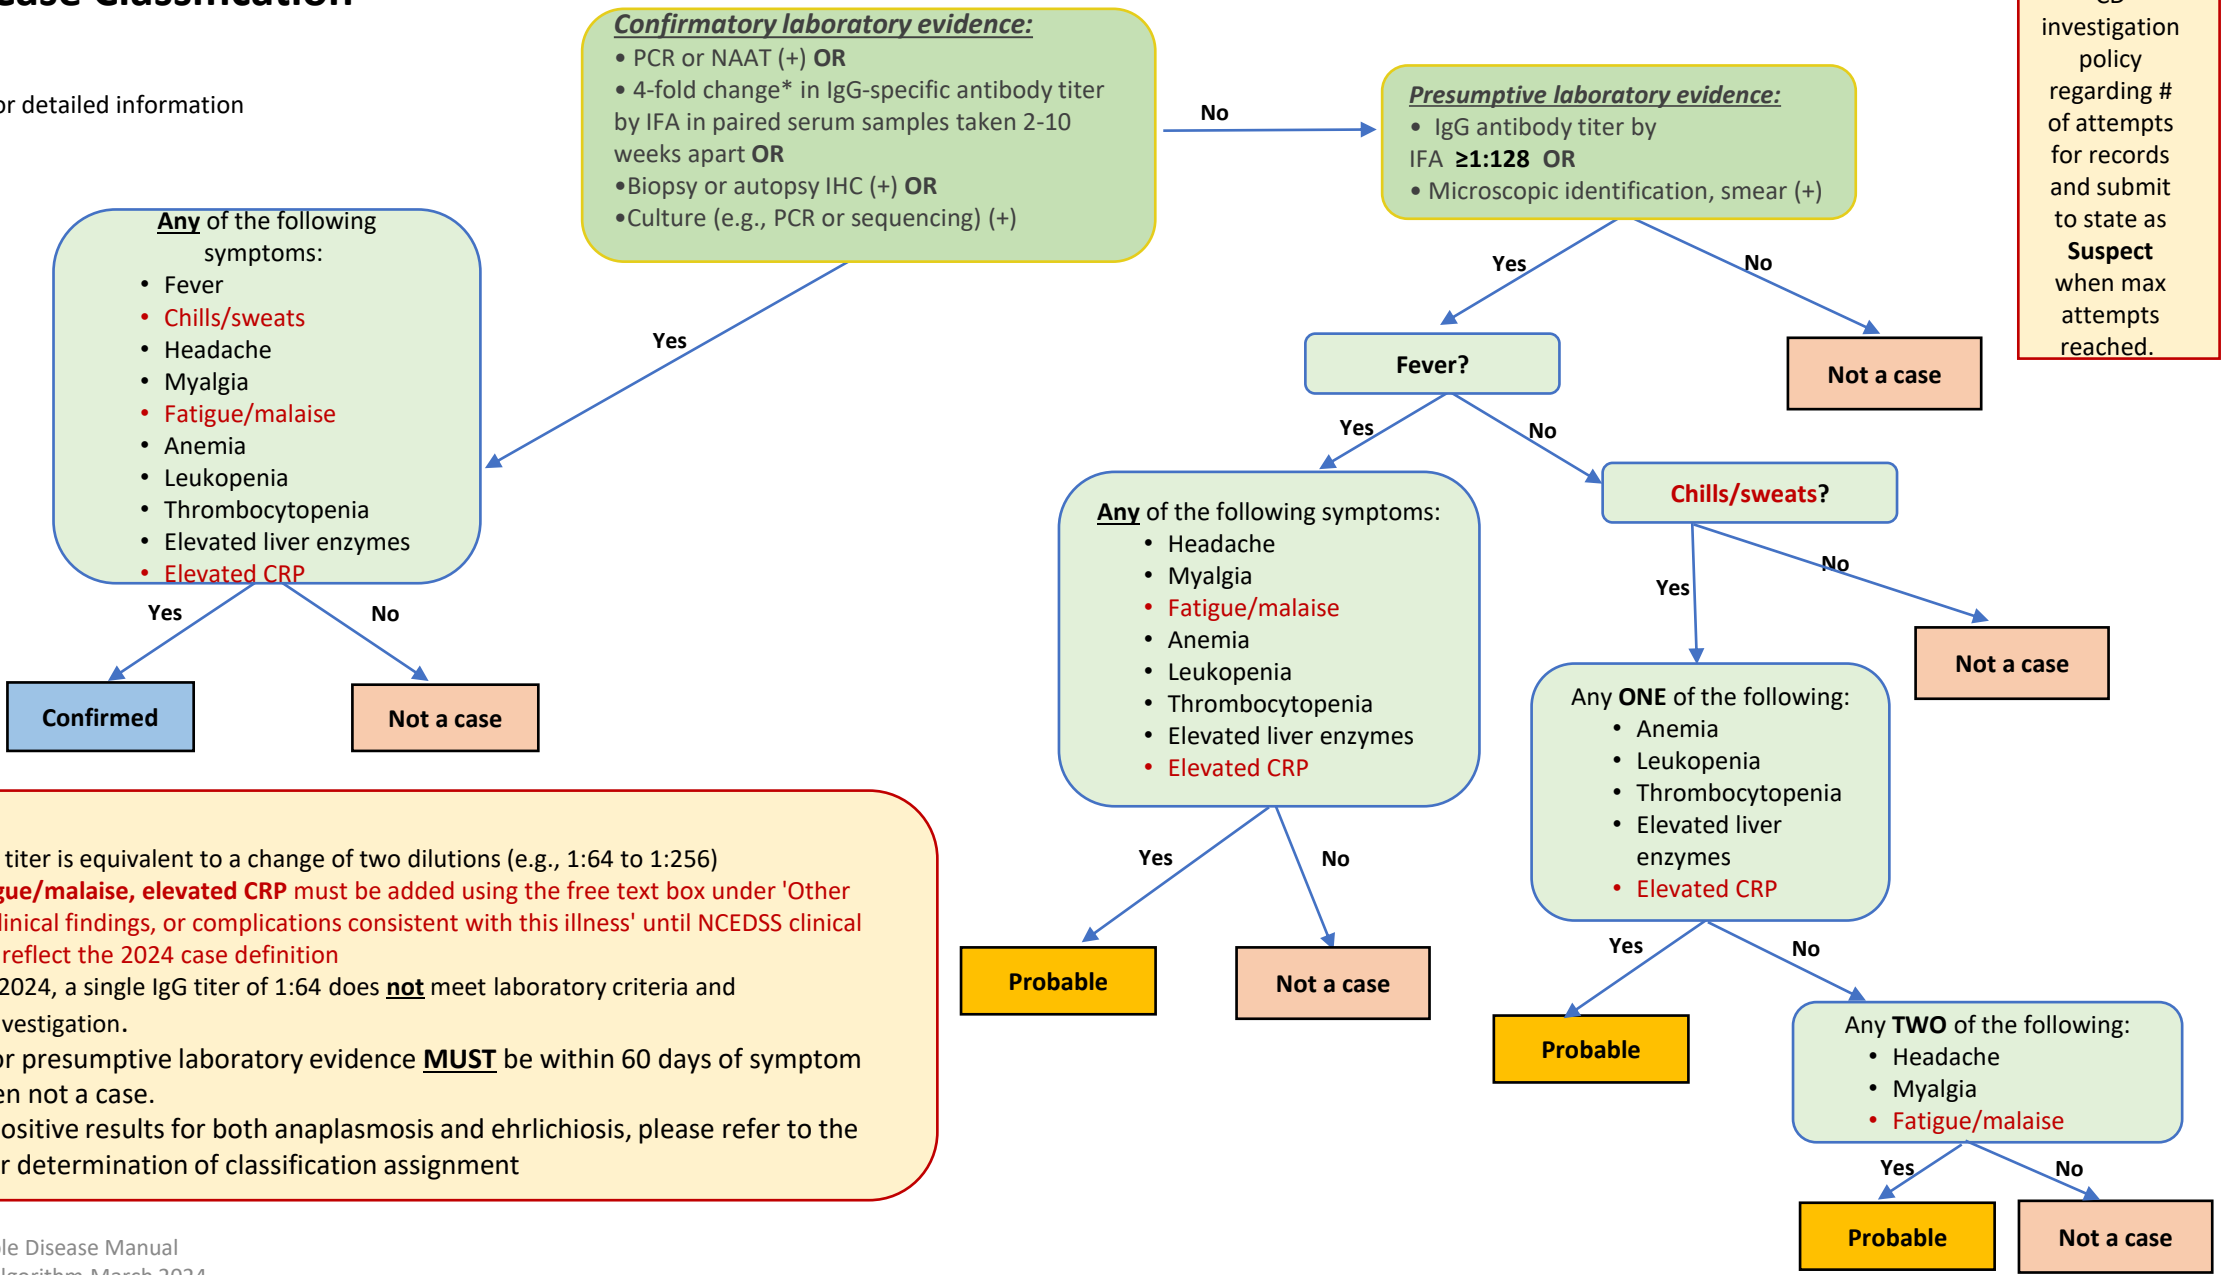 Case Classification
or detailed information
Confirmatory laboratory evidence:
• PCR or NAAT (+) OR
• 4-fold change* in IgG-specific antibody titer
by IFA in paired serum samples taken 2-10
weeks apart OR
•Biopsy or autopsy IHC (+) OR
•Culture (e.g., PCR or sequencing) (+)
No
Presumptive laboratory evidence:
• IgG antibody titer by
IFA ≥1:128 OR
• Microscopic identification, smear (+)
CD
investigation
policy
regarding #
of attempts
for records
and submit
to state as
Suspect
when max
attempts
reached.
Yes
Any of the following
symptoms:
• Fever
• Chills/sweats
• Headache
• Myalgia
• Fatigue/malaise
• Anemia
• Leukopenia
• Thrombocytopenia
• Elevated liver enzymes
• Elevated CRP
Yes
No
Confirmed
Not a case
Yes
No
Fever?
Not a case
Yes
No
Any of the following symptoms:
• Headache
• Myalgia
• Fatigue/malaise
• Anemia
• Leukopenia
• Thrombocytopenia
• Elevated liver enzymes
• Elevated CRP
Yes
No
Probable
Not a case
Chills/sweats?
Yes
No
Not a case
Any ONE of the following:
• Anemia
• Leukopenia
• Thrombocytopenia
• Elevated liver
enzymes
• Elevated CRP
Yes
No
Probable
Any TWO of the following:
• Headache
• Myalgia
• Fatigue/malaise
Yes
No
Probable
Not a case
titer is equivalent to a change of two dilutions (e.g., 1:64 to 1:256)
gue/malaise, elevated CRP must be added using the free text box under 'Other
linical findings, or complications consistent with this illness' until NCEDSS clinical
reflect the 2024 case definition
2024, a single IgG titer of 1:64 does not meet laboratory criteria and
vestigation.
or presumptive laboratory evidence MUST be within 60 days of symptom
en not a case.
ositive results for both anaplasmosis and ehrlichiosis, please refer to the
r determination of classification assignment
le Disease Manual
lgorithm March 2024